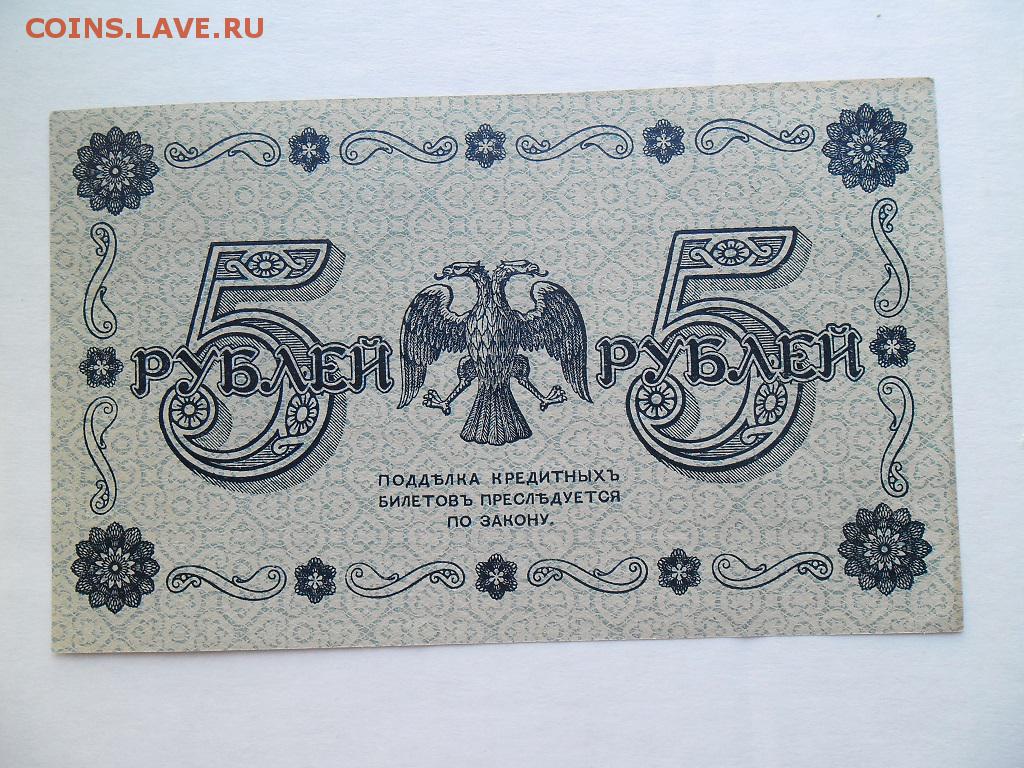 COINS.LAVE.RU
5 5
РУБЛЕЙ РУБЛЕЙ
ПОДДѢЛКА КРЕДИТНЫХЪ
БИЛЕТОВЪ ПРЕСЛѢДУЕТСЯ
ПО ЗАКОНУ.